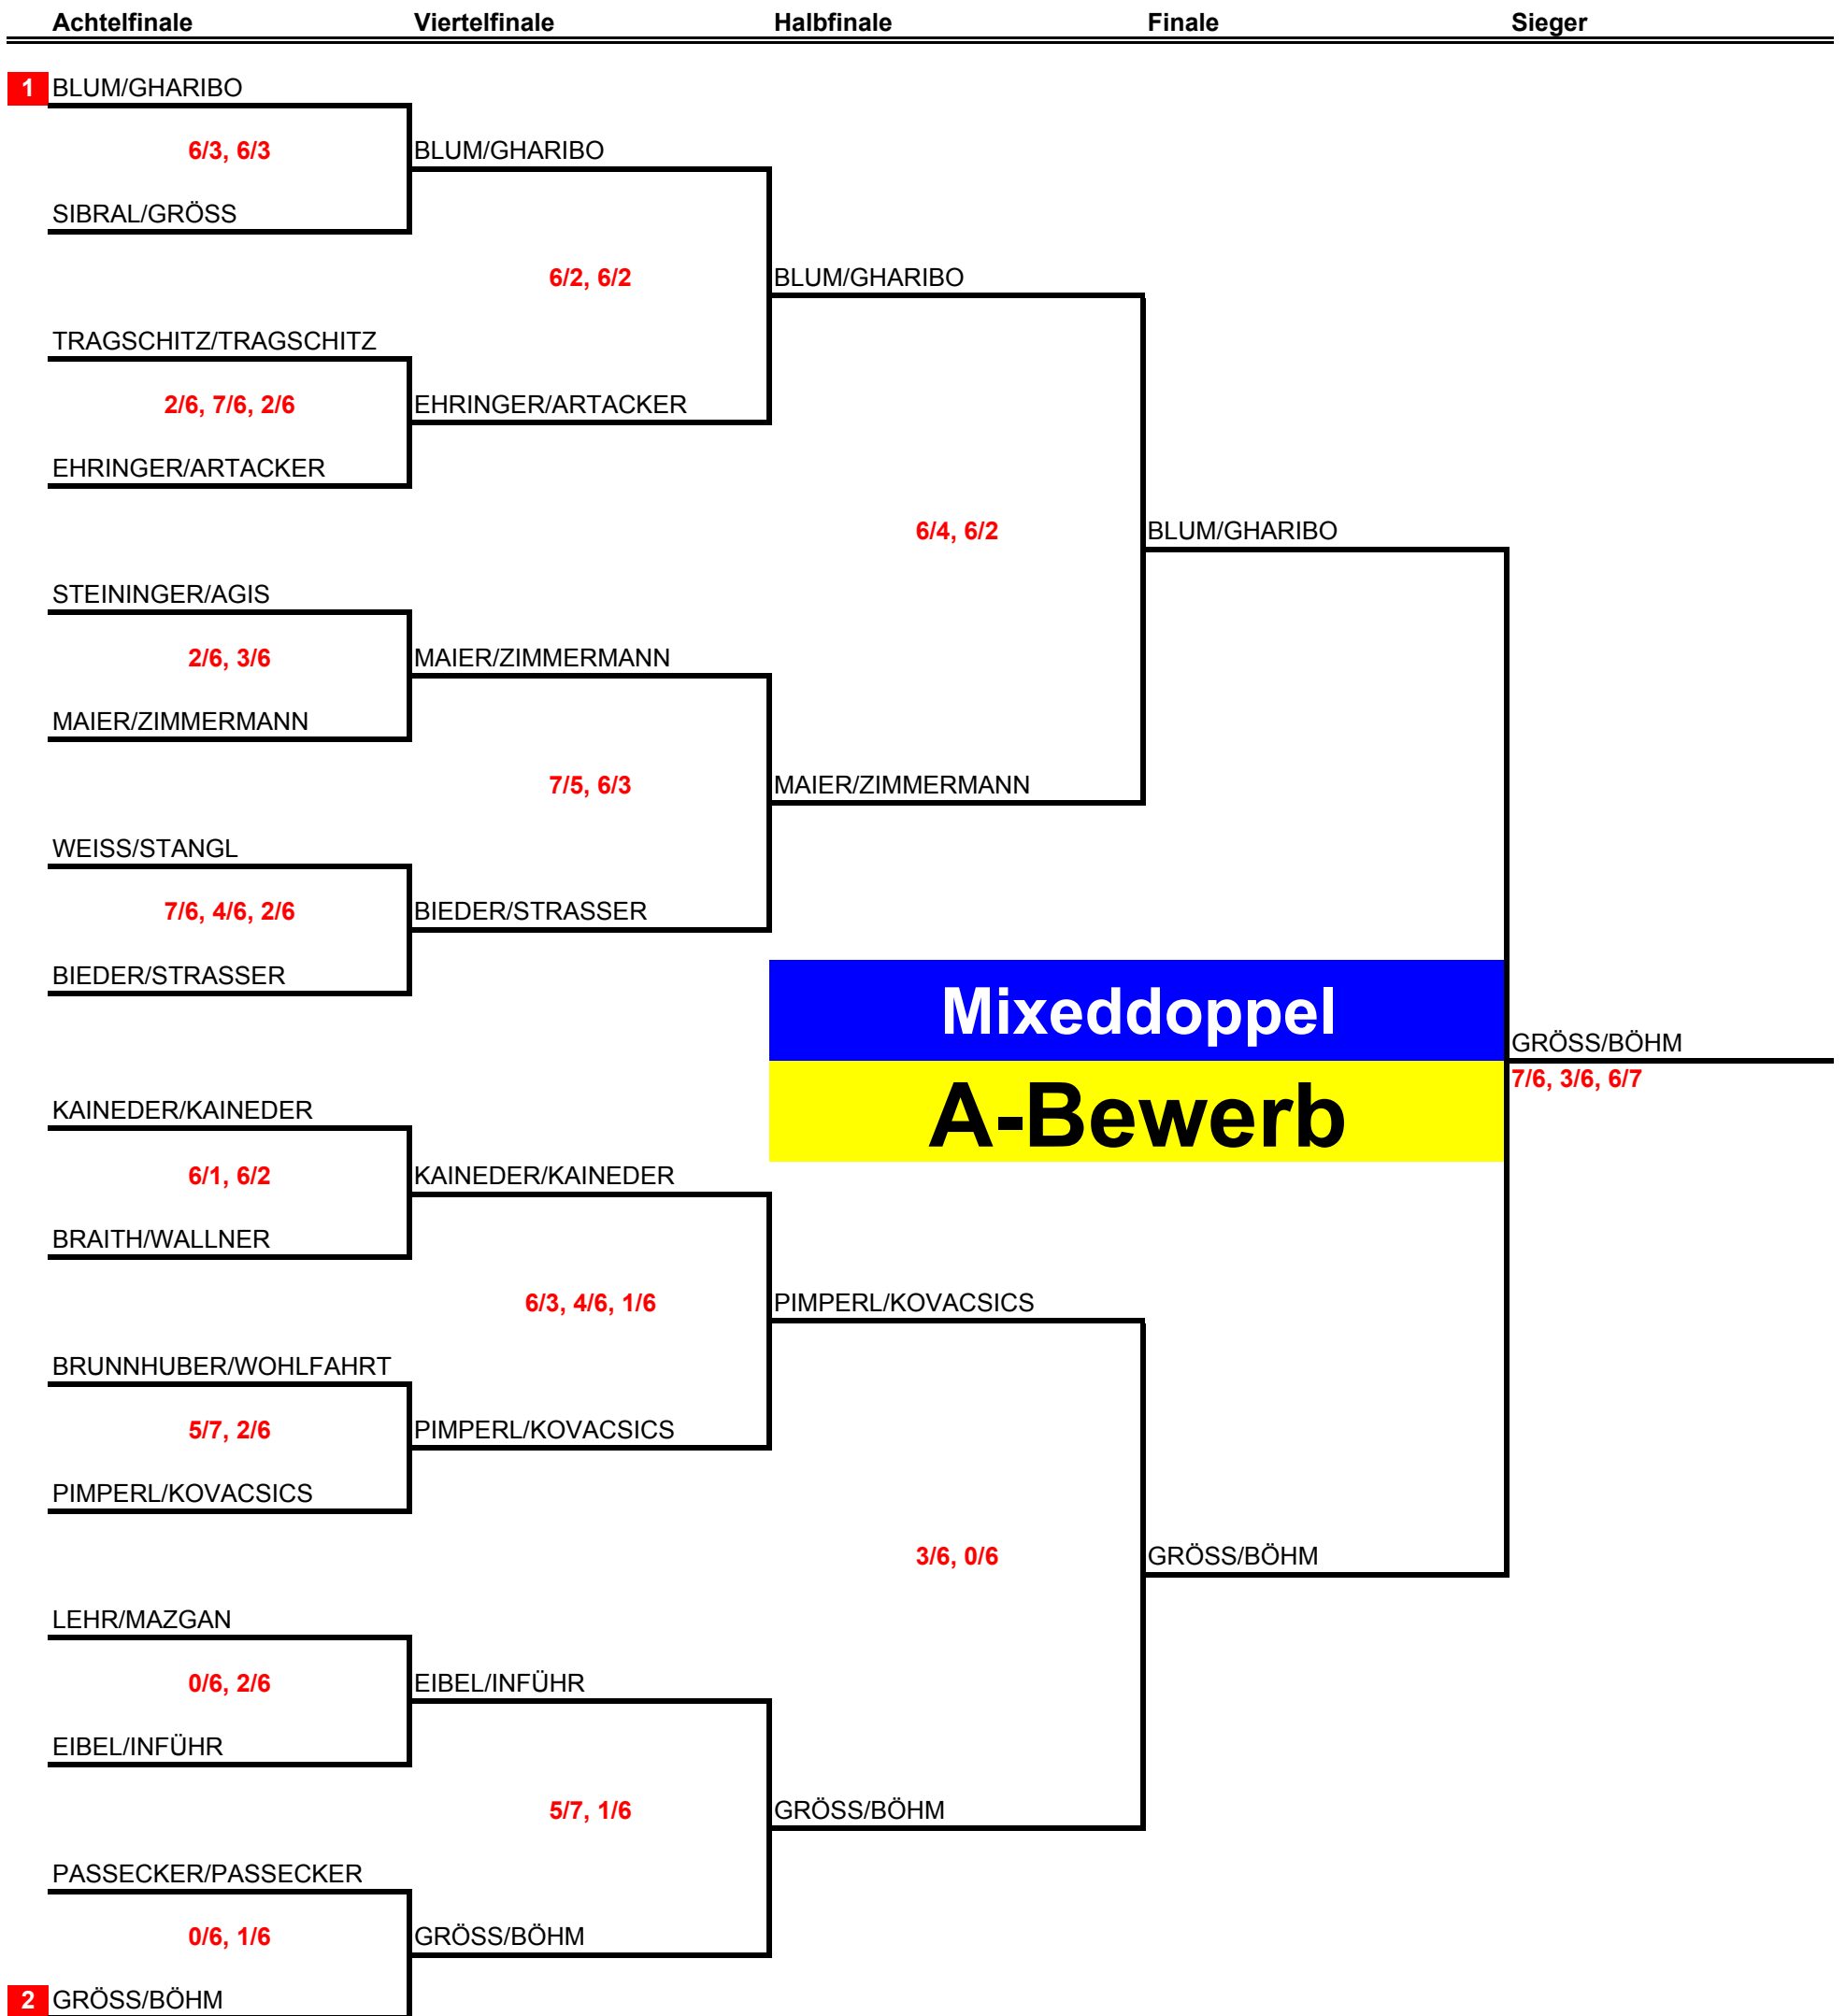 Achtelfinale Viertelfinale Halbfinale Finale Sieger
1 BLUM/GHARIBO
6/3, 6/3 BLUM/GHARIBO
SIBRAL/GRÖSS
6/2, 6/2 BLUM/GHARIBO
TRAGSCHITZ/TRAGSCHITZ
2/6, 7/6, 2/6 EHRINGER/ARTACKER
EHRINGER/ARTACKER
6/4, 6/2 BLUM/GHARIBO
STEININGER/AGIS
2/6, 3/6 MAIER/ZIMMERMANN
MAIER/ZIMMERMANN
7/5, 6/3 MAIER/ZIMMERMANN
WEISS/STANGL
7/6, 4/6, 2/6 BIEDER/STRASSER
BIEDER/STRASSER
Mixeddoppel
GRÖSS/BÖHM
7/6, 3/6, 6/7
A-Bewerb
KAINEDER/KAINEDER
6/1, 6/2 KAINEDER/KAINEDER
BRAITH/WALLNER
6/3, 4/6, 1/6 PIMPERL/KOVACSICS
BRUNNHUBER/WOHLFAHRT
5/7, 2/6 PIMPERL/KOVACSICS
PIMPERL/KOVACSICS
3/6, 0/6 GRÖSS/BÖHM
LEHR/MAZGAN
0/6, 2/6 EIBEL/INFÜHR
EIBEL/INFÜHR
5/7, 1/6 GRÖSS/BÖHM
PASSECKER/PASSECKER
0/6, 1/6 GRÖSS/BÖHM
2 GRÖSS/BÖHM